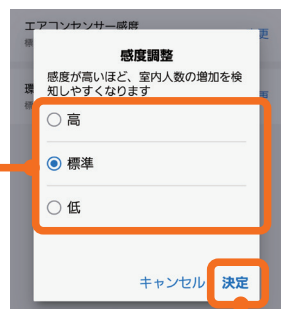 エアコンセンサー感度
感度調整
感度が高いほど、室内人数の増加を検
知しやすくなります
高
標準
低
キャンセル
決定